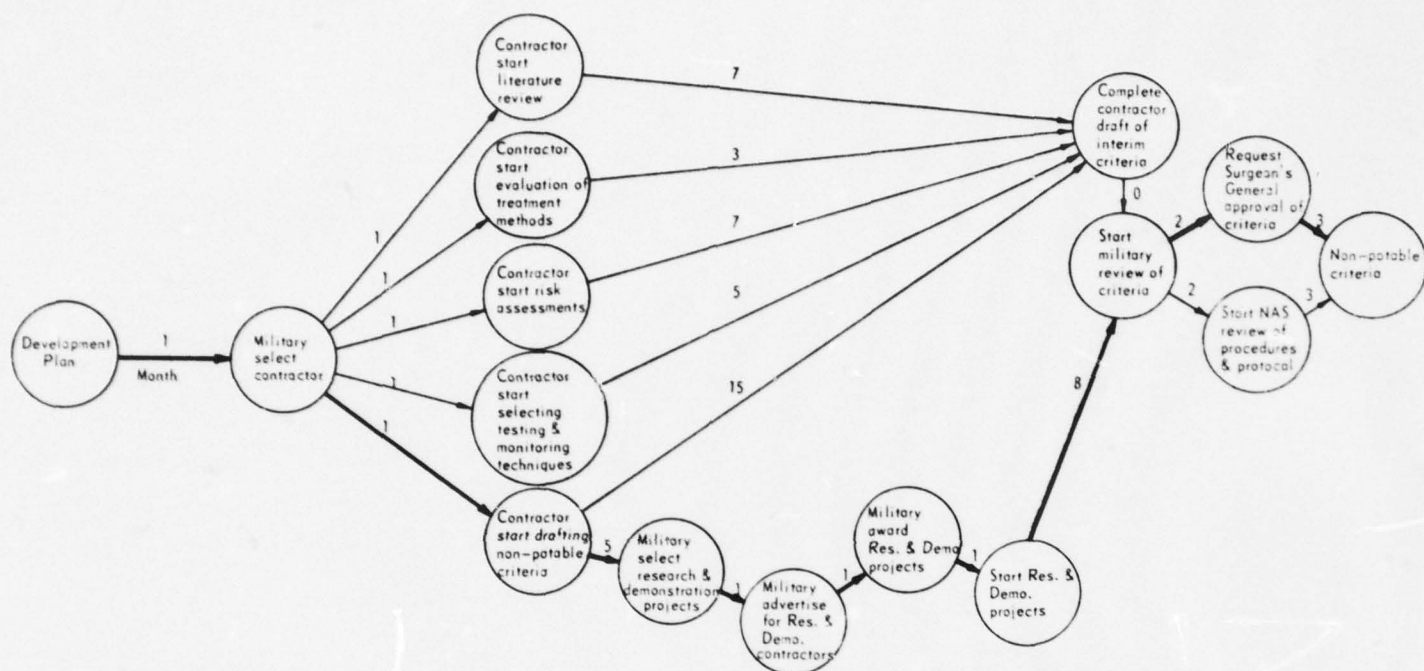 Development
Plan
1
Month
Military
select
contractor
1
1
1
1
1
Contractor
start
literature
review
Contractor
start
evaluation of
treatment
methods
Contractor
start risk
assessments
Contractor
start
selecting
testing &
monitoring
techniques
Contractor
start drafting
non-potable
criteria
7
3
7
5
15
5
Military
select
research &
demonstration
projects
1
Military
advertise
for Res. &
Demo.
contractors
1
Military
award
Res. & Demo
projects
1
Start Res. &
Demo.
projects
8
Complete
contractor
draft of
interim
criteria
0
Start
military
review of
criteria
2
2
Request
Surgeon's
General
approval of
criteria
Start NAS
review of
procedures
& protocal
3
3
Non-potable
criteria